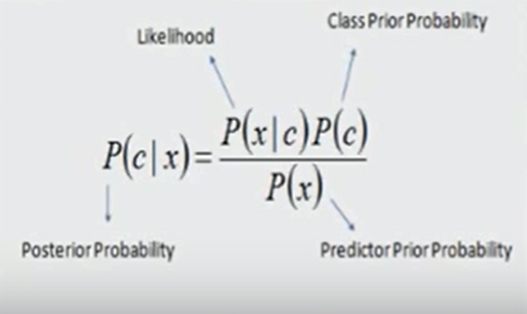 Likelihood
Class Prior Probability
P(c|x)=P(x|c)P(c)
P(x)
Posterior Probability
Predictor Prior Probability